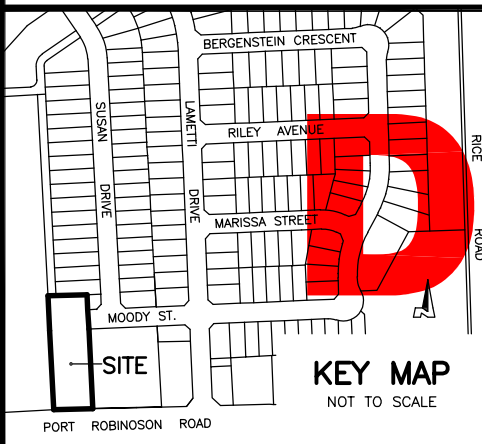 BERGENSTEIN CRESCENT
SUSAN DRIVE
LAMETTI DRIVE
RILEY AVENUE
RICE ROAD
MARISSA STREET
MOODY ST.
SITE
KEY MAP
NOT TO SCALE
PORT ROBINOSON ROAD
D
N